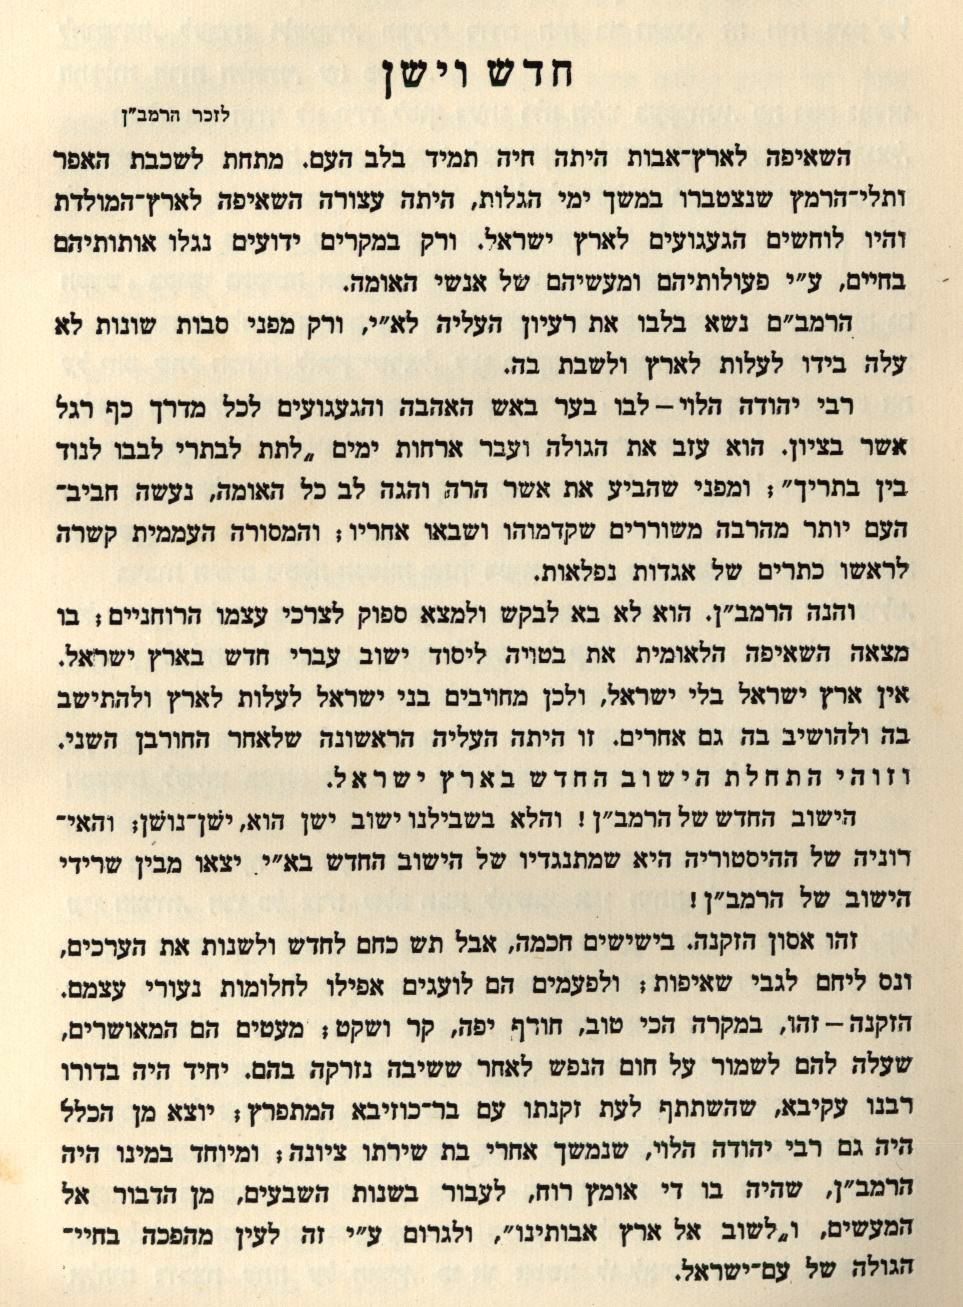 חדש וישן
לזכר הרמב״ן
השאיפה לארץ־אבות היתה חיה תמיד בלב העם. מתחת לשכבת האפר
ותלי־הרמץ שנצטברו במשך ימי הגלות, היתה עצורה השאיפה לארץ־המולדת
והיו לוחשים הגעגועים לארץ ישראל. ורק במקרים ידועים נגלו אותותיהם
בחיים, ע״י פעולותיהם ומעשיהם של אנשי האומה.
הרמב״ם נשא בלבו את רעיון העליה לא״י, ורק מפני סבות שונות לא
עלה בידו לעלות לארץ ולשבת בה.
רבי יהודה הלוי – לבו בער באש האהבה והגעגועים לכל מדרך כף רגל
אשר בציון. הוא עזב את הגולה ועבר ארחות ימים „לתת לבתרי לבבו לנוד
בין בתריך״; ומפני שהביע את אשר הרה והגה לב כל האומה, נעשה חביב־
העם יותר מהרבה משוררים שקדמוהו ושבאו אחריו; והמסורה העממית קשרה
לראשו כתרים של אגדות נפלאות.
והנה הרמב״ן. הוא לא בא לבקש ולמצא ספוק לצרכי עצמו הרוחניים; בו
מצאה השאיפה הלאומית את בטויה ליסוד ישוב עברי חדש בארץ ישראל.
אין ארץ ישראל בלי ישראל, ולכן מחויבים בני ישראל לעלות לארץ ולהתישב
בה ולהושיב בה גם אחרים. זו היתה העליה הראשונה שלאחר החורבן השני.
וזוהי התחלת הישוב החדש בארץ ישראל.
הישוב החדש של הרמב״ן! והלא בשבילנו ישוב ישן הוא, ישן־נושן; והאי־
רוניה של ההיסטוריה היא שמתנגדיו של הישוב החדש בא״י יצאו מבין שרידי
הישוב של הרמב״ן!
זהו אסון הזקנה. בישישים חכמה, אבל תש כחם לחדש ולשנות את הערכים,
ונס ליחם לגבי שאיפות; ולפעמים הם לועגים אפילו לחלומות נעורי עצמם.
הזקנה – זהו, במקרה הכי טוב, חורף יפה, קר ושקט; מעטים הם המאושרים,
שעלה להם לשמור על חום הנפש לאחר ששיבה נזרקה בהם. יחיד היה בדורו
רבנו עקיבא, שהשתתף לעת זקנתו עם בר־כוזיבא המתפרץ; יוצא מן הכלל
היה גם רבי יהודה הלוי, שנמשך אחרי בת שירתו ציונה; ומיוחד במינו היה
הרמב״ן, שהיה בו די אומץ רוח, לעבור בשנות השבעים, מן הדבור אל
המעשים, ו„לשוב אל ארץ אבותינו״, ולגרום ע״י זה לעין מהפכה בחיי־
הגולה של עם־ישראל.